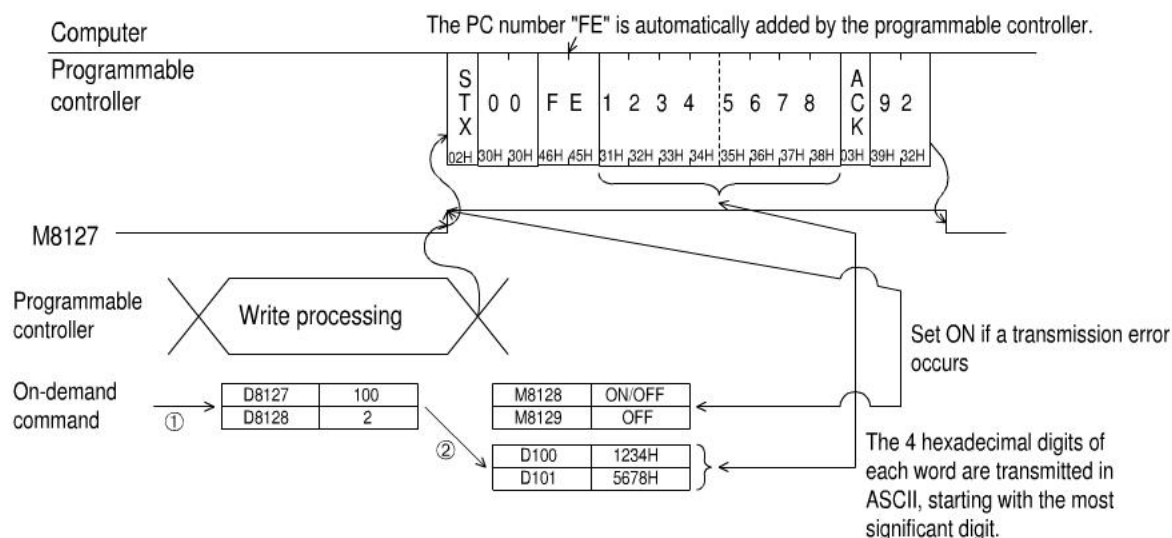 The PC number "FE" is automatically added by the programmable controller.
Computer
Programmable
controller
STX 0 0 F E 1 2 3 4 5 6 7 8 ACK 9 2
02H 30H 30H 46H 45H 31H 32H 33H 34H 35H 36H 37H 38H 03H 39H 32H
M8127
Programmable
controller
Write processing
Set ON if a transmission error
occurs
On-demand
command
①
D8127 100
D8128 2
②
M8128 ON/OFF
M8129 OFF
D100 1234H
D101 5678H
The 4 hexadecimal digits of
each word are transmitted in
ASCII, starting with the most
significant digit.